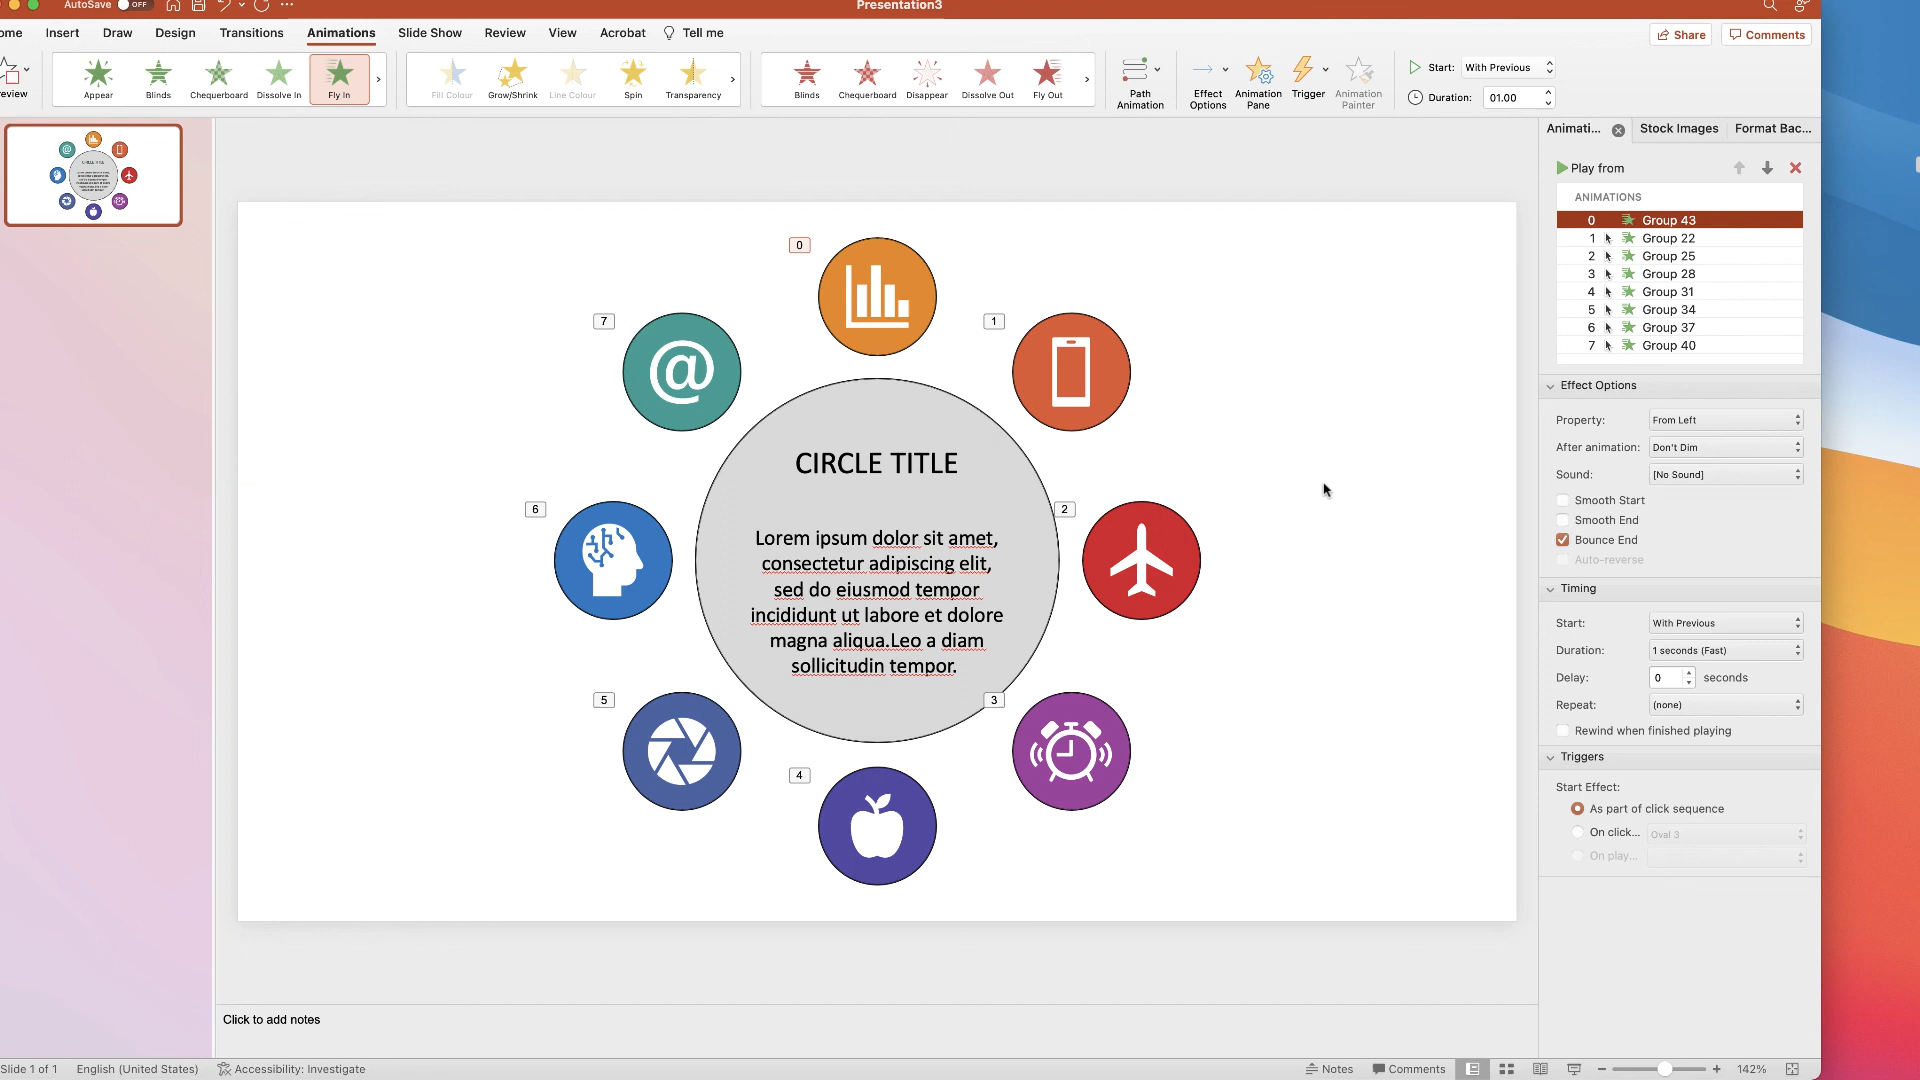 AutoSave OFF Presentation3
ome Insert Draw Design Transitions Animations Slide Show Review View Acrobat Tell me Share Comments
eview Appear Blinds Chequerboard Dissolve In Fly In Fill Colour Grow/Shrink Line Colour Spin Transparency Blinds Chequerboard Disappear Dissolve Out Fly Out
Path Animation Effect Options Animation Pane Trigger Animation Painter
Start: With Previous
Duration: 01.00
Animati... Stock Images Format Bac...
Play from
ANIMATIONS
0 Group 43
1 Group 22
2 Group 25
3 Group 28
4 Group 31
5 Group 34
6 Group 37
7 Group 40
Effect Options
Property: From Left
After animation: Don't Dim
Sound: [No Sound]
Smooth Start
Smooth End
Bounce End
Auto-reverse
Timing
Start: With Previous
Duration: 1 seconds (Fast)
Delay: 0 seconds
Repeat: (none)
Rewind when finished playing
Triggers
Start Effect:
As part of click sequence
On click... Oval 3
On play...
0
7
@
1
6
2
5
3
4
CIRCLE TITLE
Lorem ipsum dolor sit amet,
consectetur adipiscing elit,
sed do eiusmod tempor
incididunt ut labore et dolore
magna aliqua.Leo a diam
sollicitudin tempor.
Click to add notes
Slide 1 of 1 English (United States) Accessibility: Investigate Notes Comments 142%